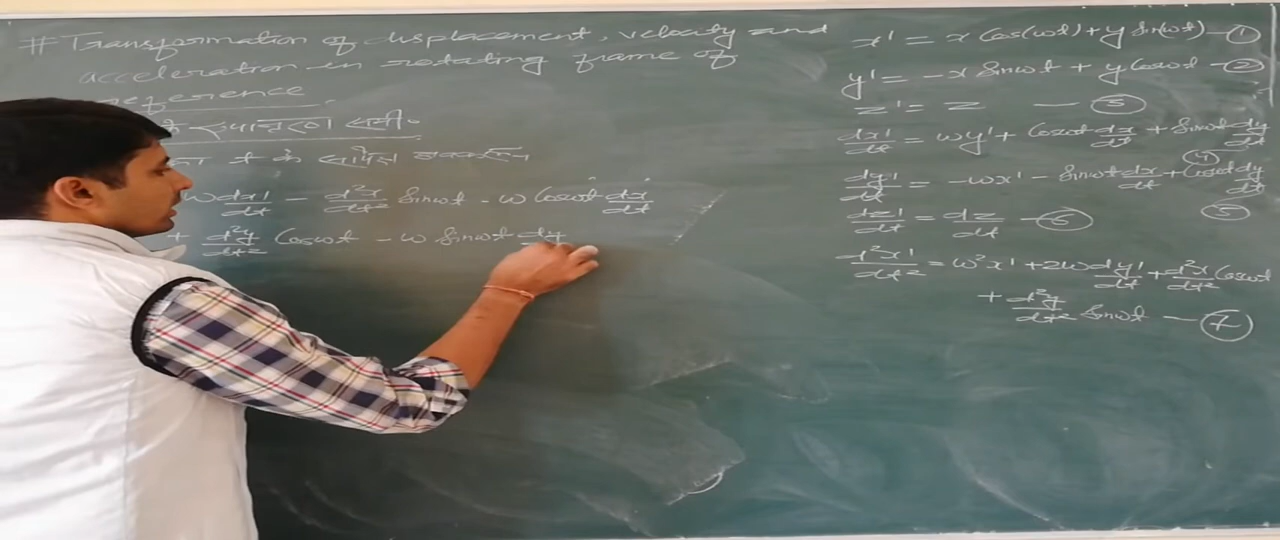 # Transformation of displacement, velocity and
acceleration in rotating frame of
reference
के रूपान्तरण
के सापेक्ष अवकलन
ω dx'/dt - d²x/dt² Sinωt - ω Cosωt dx/dt
+ d²y/dt² Cosωt - ω Sinωt dy
x' = x Cos(ωt) + y Sin(ωt) - ①
y' = -x Sinωt + y Cosωt - ②
z' = z - ③
dx'/dt = ωy' + Cosωt dx/dt + Sinωt dy/dt
④
dy'/dt = -ωx' - Sinωt dx/dt + Cosωt dy/dt
⑤
dz'/dt = dz/dt - ⑥
d²x'/dt² = ω²x' + 2ω dy'/dt + d²x/dt² Cosωt
+ d²y/dt² Sinωt - ⑦